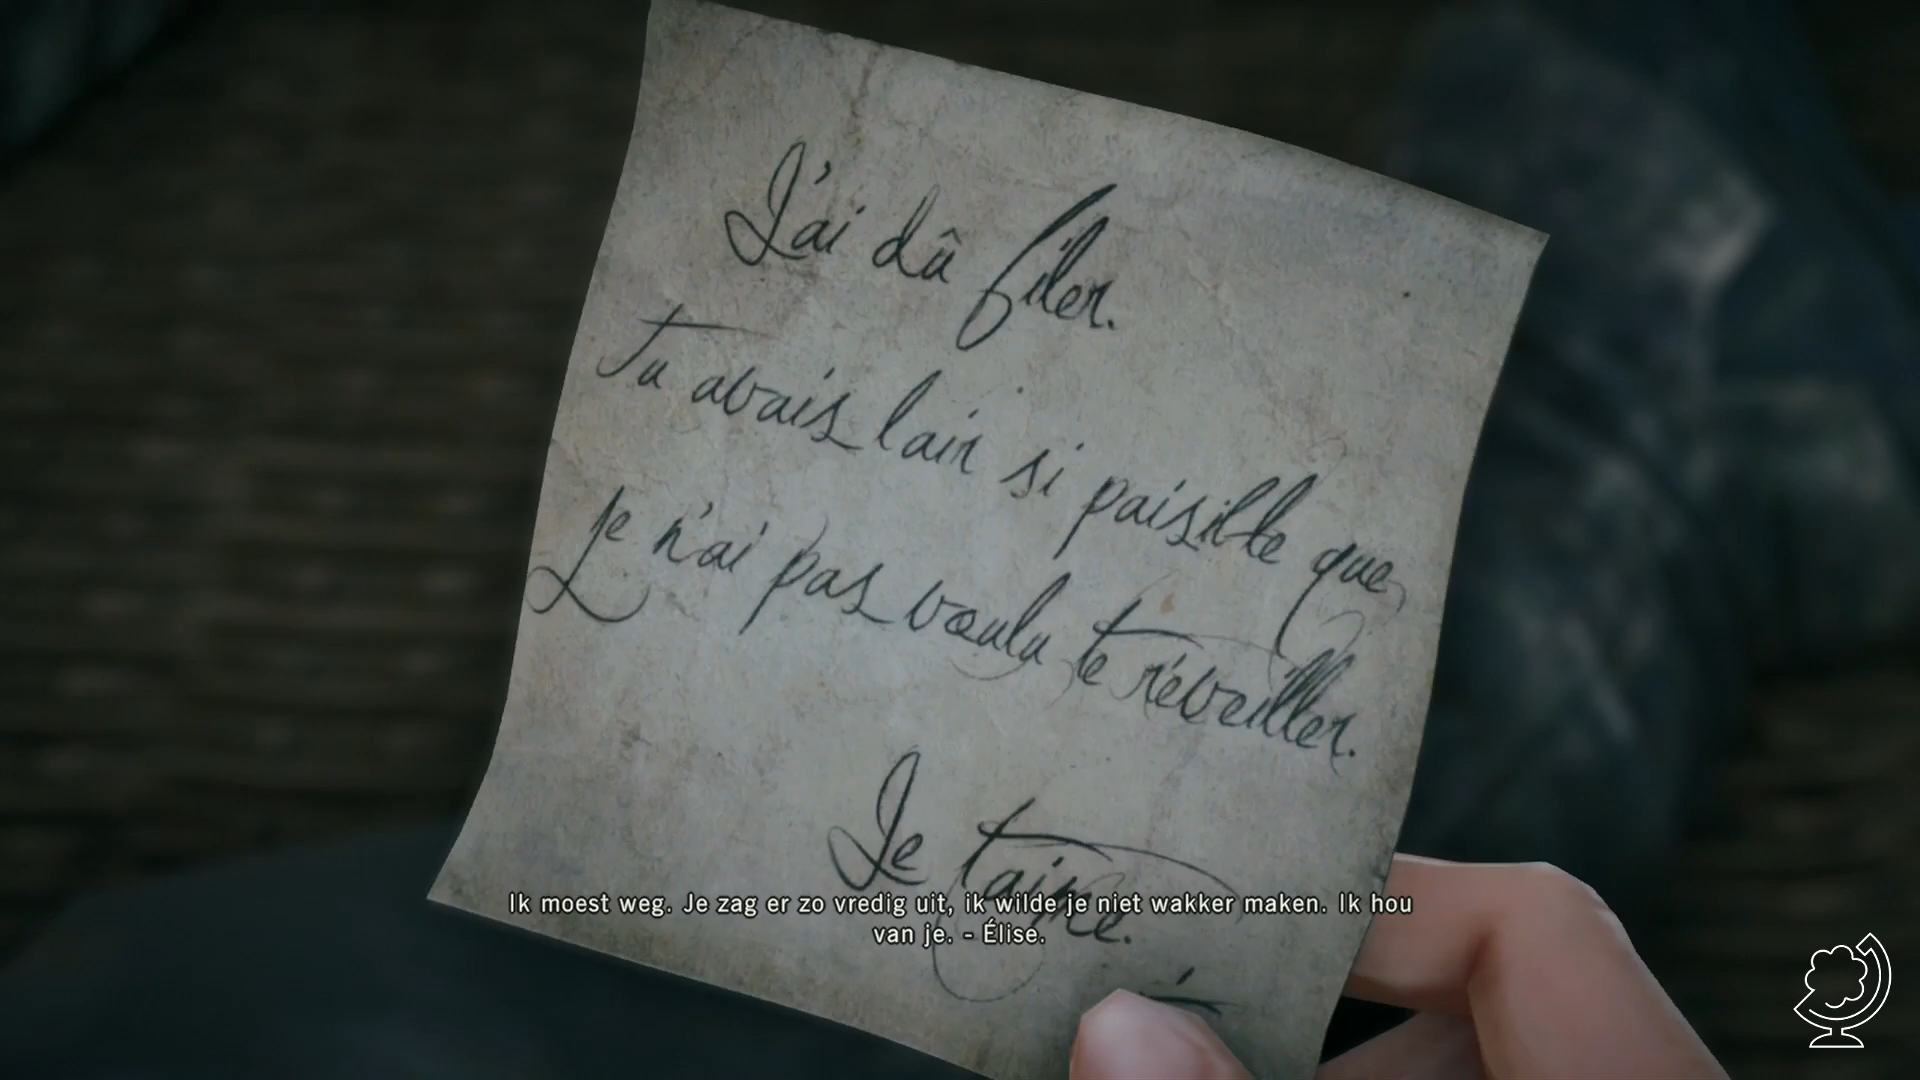 J'ai dû filer.
Tu avais l'air si paisible que
je n'ai pas voulu te réveiller.
Je t'aime.
Ik moest weg. Je zag er zo vredig uit, ik wilde je niet wakker maken. Ik hou
van je. - Élise.